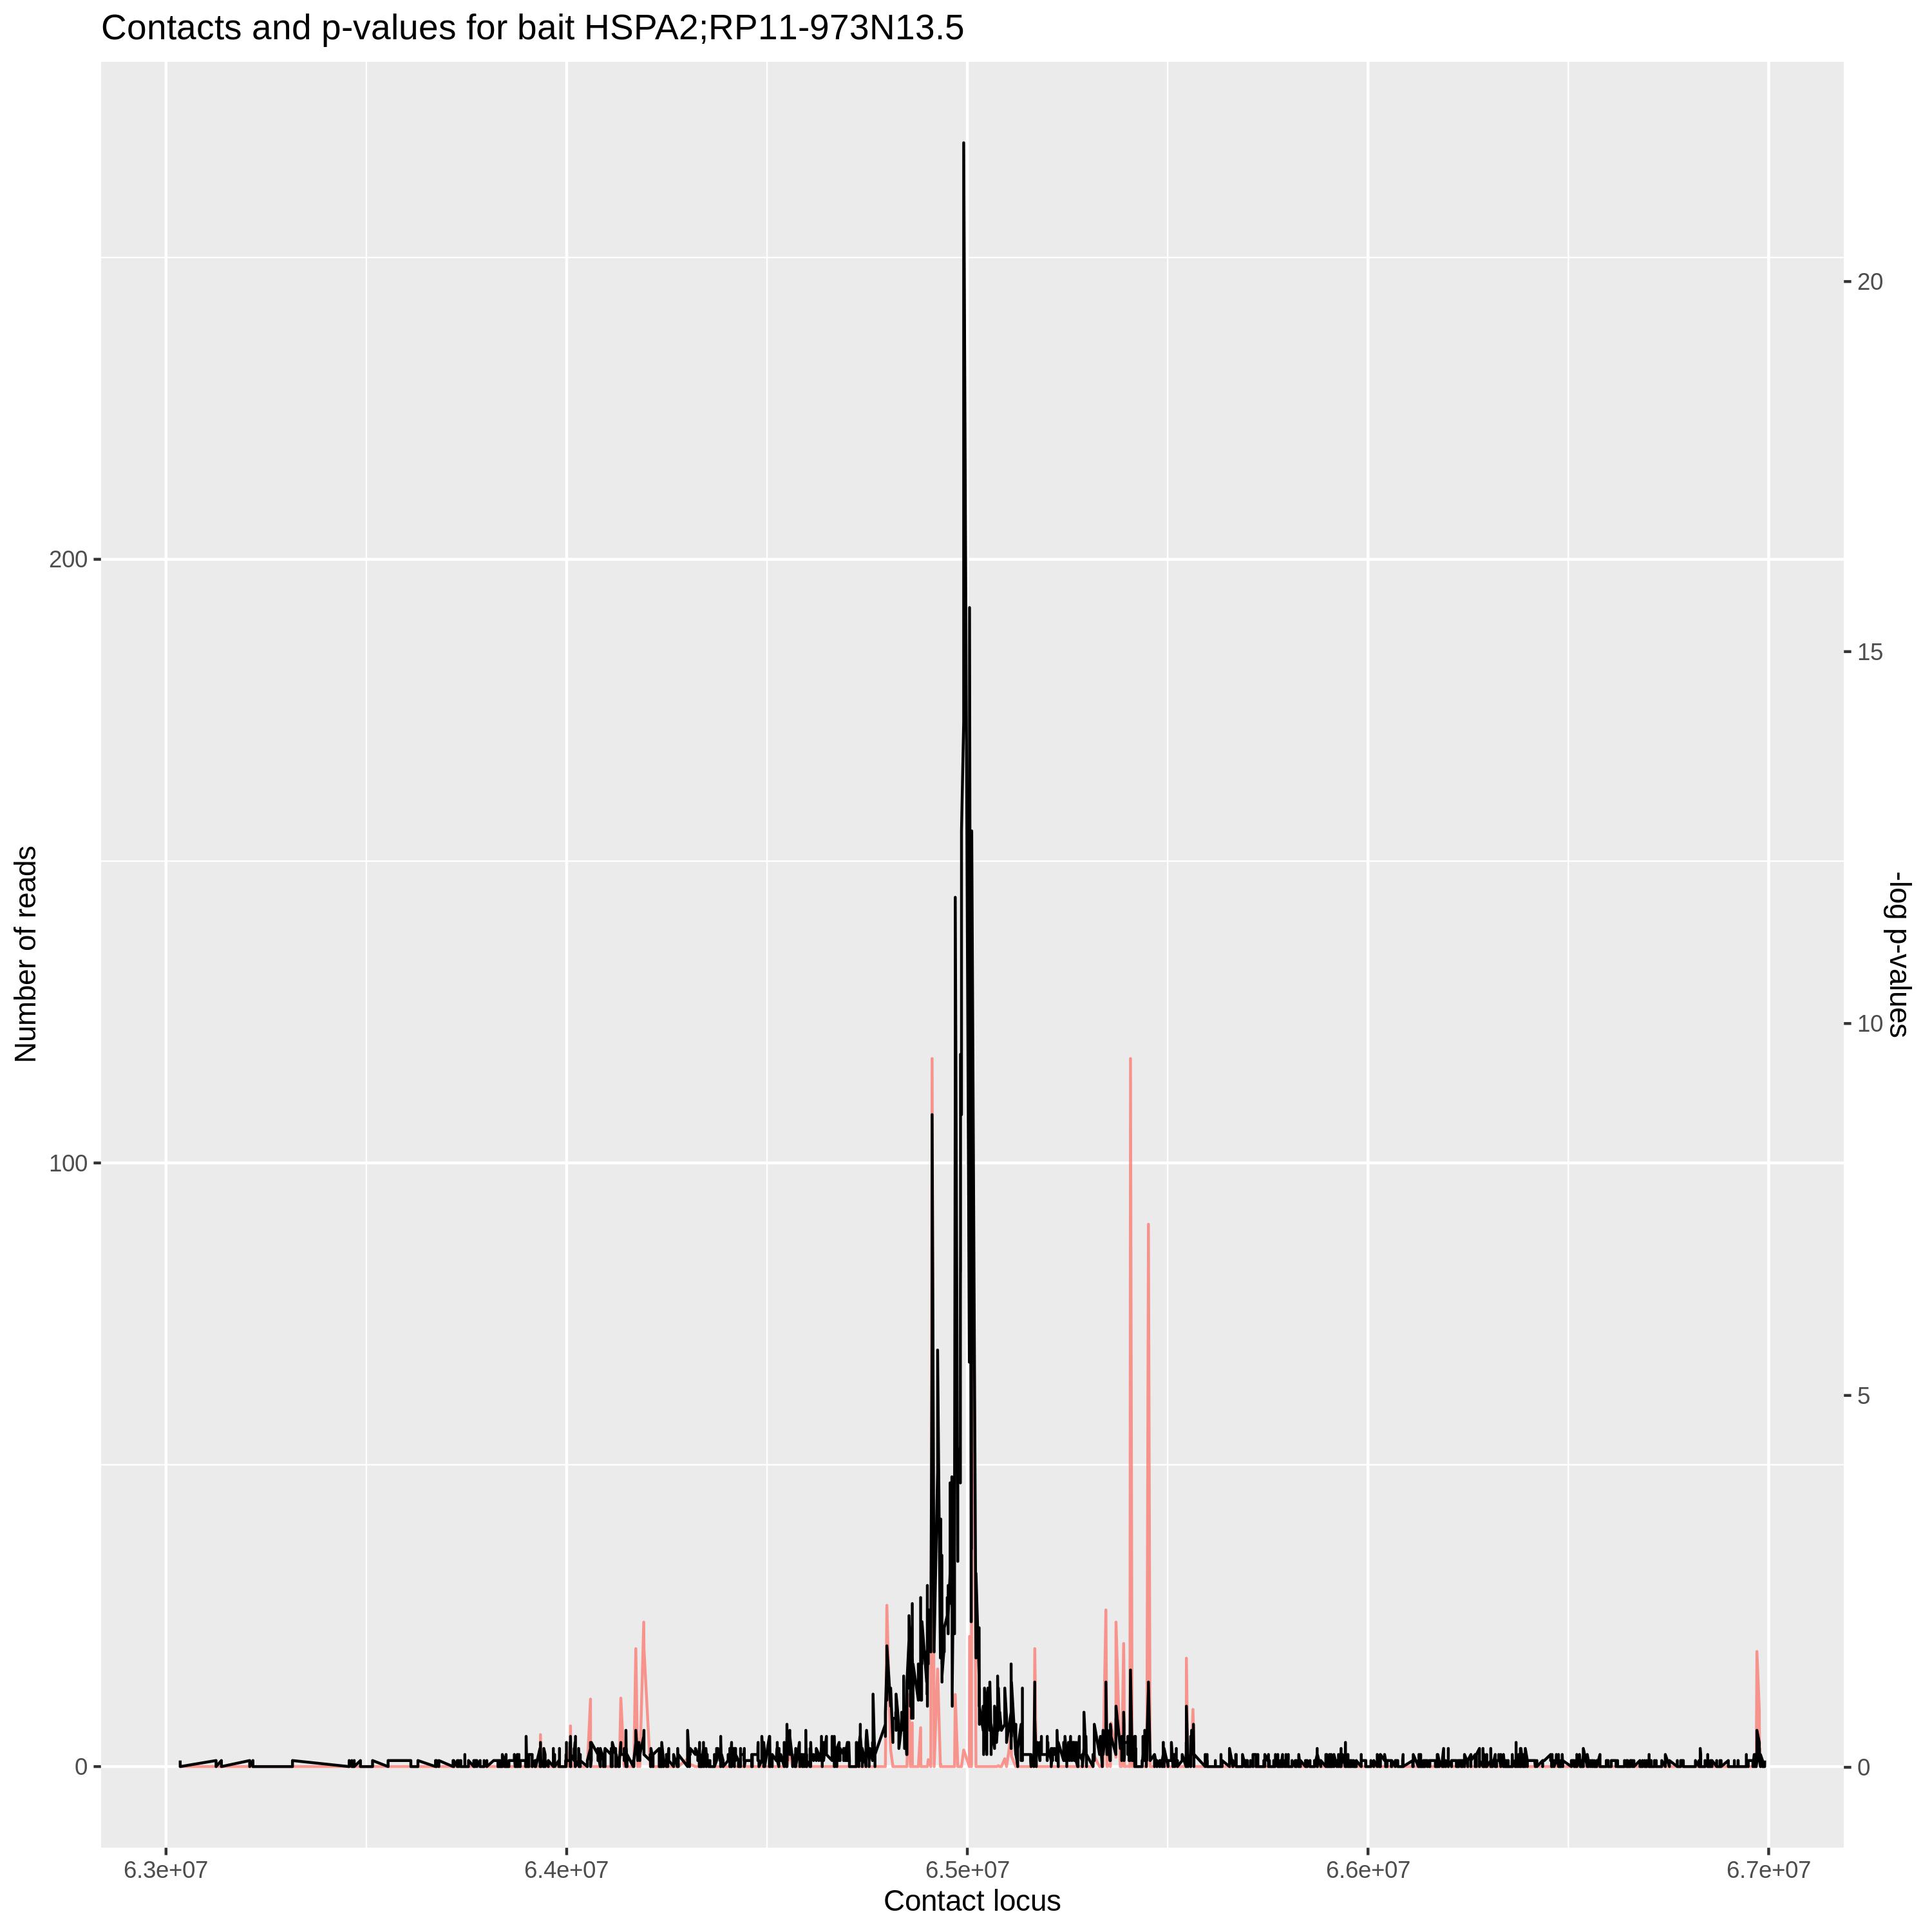 Contacts and p-values for bait HSPA2;RP11-973N13.5
Number of reads
200
100
0
20
15
10
5
0
-log p-values
6.3e+07 6.4e+07 6.5e+07 6.6e+07 6.7e+07
Contact locus